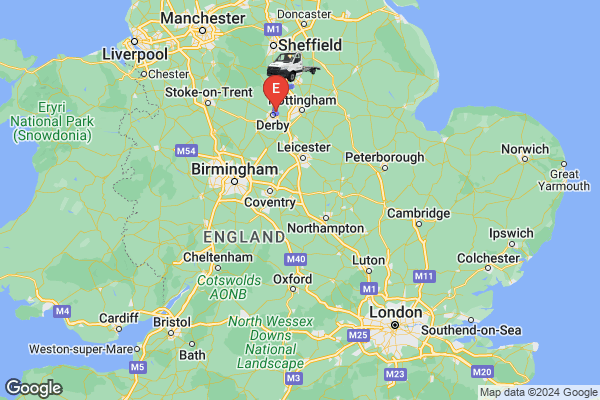 Doncaster
Manchester
M1
Liverpool
Sheffield
Chester
Stoke-on-Trent
Eryri
National Park
(Snowdonia)
E
ttingham
Derby
Leicester
M54
Peterborough
Norwich
Birmingham
Great
Yarmouth
Coventry
Cambridge
Northampton
ENGLAND
Ipswich
M40
Cheltenham
Luton
Colchester
M11
Cotswolds
AONB
Oxford
M1
M4
Cardiff
London
Bristol
North Wessex
Downs
National
Landscape
Southend-on-Sea
M25
Weston-super-Mare
Bath
M5
M3
M23
M20
Google
Map data ©2024 Google